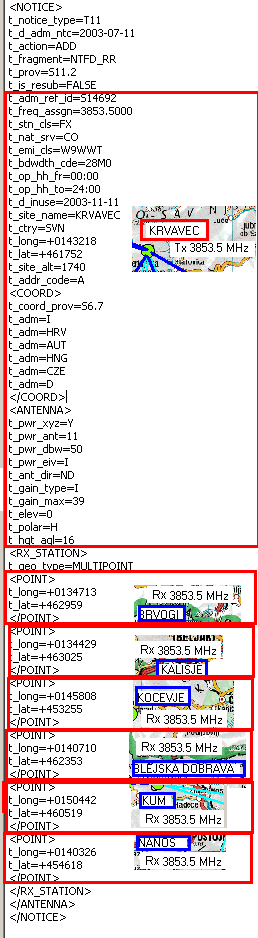 <NOTICE>
t_notice_type=T11
t_d_adm_ntc=2003-07-11
t_action=ADD
t_fragment=NTFD_RR
t_prov=S11.2
t_is_resub=FALSE
t_adm_ref_id=S14692
t_freq_assgn=3853.5000
t_stn_cls=FX
t_nat_srv=CO
t_emi_cls=W9WWT
t_bdwdth_cde=28M0
t_op_hh_fr=00:00
t_op_hh_to=24:00
t_d_inuse=2003-11-11
t_site_name=KRVAVEC
t_ctry=SVN
t_long=+0143218
t_lat=+461752
t_site_alt=1740
t_addr_code=A
KRVAVEC
Tx 3853.5 MHz
<COORD>
t_coord_prov=S6.7
t_adm=I
t_adm=HRV
t_adm=AUT
t_adm=HNG
t_adm=CZE
t_adm=D
</COORD>
<ANTENNA>
t_pwr_xyz=Y
t_pwr_ant=11
t_pwr_dbw=50
t_pwr_eiv=I
t_ant_dir=ND
t_gain_type=I
t_gain_max=39
t_elev=0
t_polar=H
t_hgt_agl=16
<RX_STATION>
t_geo_type=MULTIPOINT
<POINT>
t_long=+0134713
t_lat=+462959
</POINT>
Rx 3853.5 MHz
BRVOGI
<POINT>
t_long=+0134429
t_lat=+463025
</POINT>
Rx 3853.5 MHz
KALISJE
<POINT>
t_long=+0145808
t_lat=+453255
</POINT>
KOCEVJE
Rx 3853.5 MHz
<POINT>
t_long=+0140710
t_lat=+462353
</POINT>
Rx 3853.5 MHz
BLEJSKA DOBRAVA
<POINT>
t_long=+0150442
t_lat=+460519
</POINT>
KUM
Rx 3853.5 MHz
<POINT>
t_long=+0140326
t_lat=+454618
</POINT>
NANOS
Rx 3853.5 MHz
</RX_STATION>
</ANTENNA>
</NOTICE>